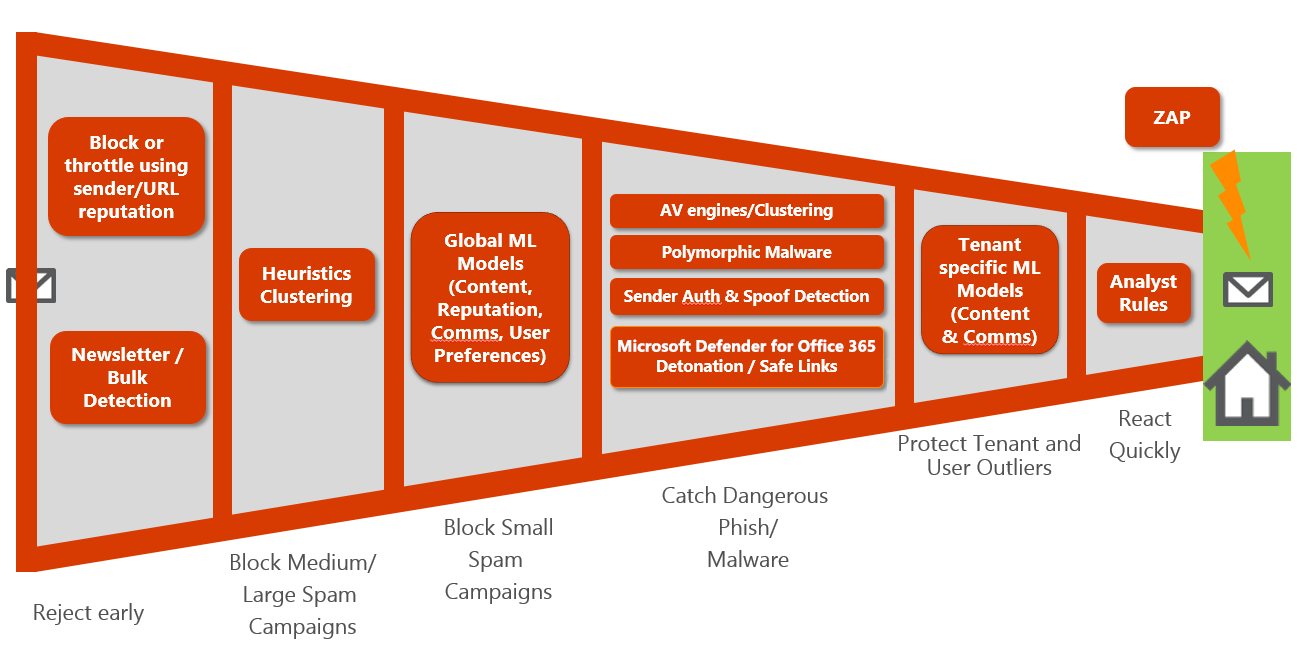 ZAP
Block or
throttle using
sender/URL
reputation
Newsletter /
Bulk
Detection
Reject early
Heuristics
Clustering
Block Medium/
Large Spam
Campaigns
Global ML
Models
(Content,
Reputation,
Comms, User
Preferences)
Block Small
Spam
Campaigns
AV engines/Clustering
Polymorphic Malware
Sender Auth & Spoof Detection
Microsoft Defender for Office 365
Detonation / Safe Links
Catch Dangerous
Phish/
Malware
Tenant
specific ML
Models
(Content
& Comms)
Protect Tenant and
User Outliers
Analyst
Rules
React
Quickly